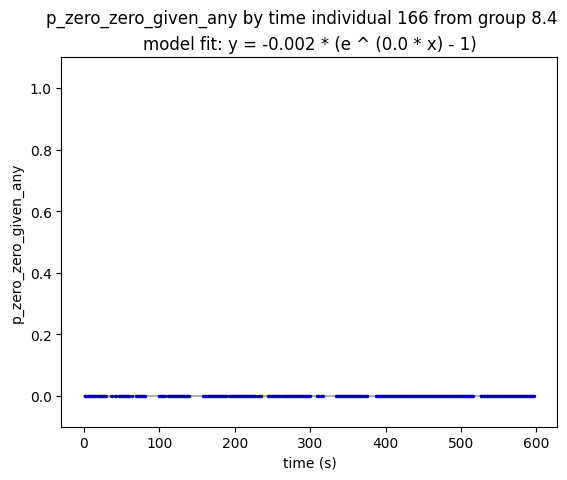 p_zero_zero_given_any by time individual 166 from group 8.4
model fit: y = -0.002 * (e ^ (0.0 * x) - 1)
1.0
0.8
0.6
0.4
0.2
0.0
p_zero_zero_given_any
0 100 200 300 400 500 600
time (s)